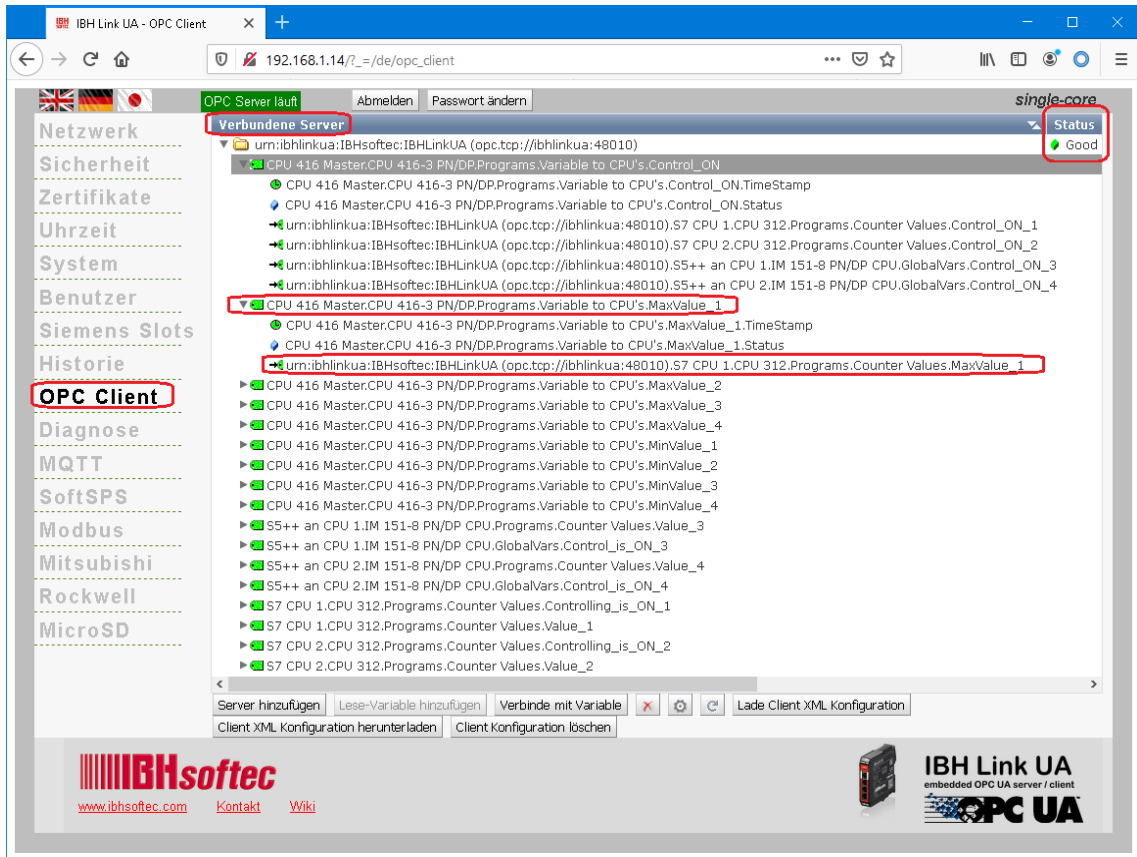 IBH softec IBH Link UA - OPC Client
192.168.1.14/?_=/de/opc_client
OPC Server läuft Abmelden Passwort ändern single-core
Netzwerk
Sicherheit
Zertifikate
Uhrzeit
System
Benutzer
Siemens Slots
Historie
OPC Client
Diagnose
MQTT
SoftSPS
Modbus
Mitsubishi
Rockwell
MicroSD
Verbundene Server Status
urn:ibhlinkua:IBHsoftec:IBHLinkUA (opc.tcp://ibhlinkua:48010) Good
CPU 416 Master.CPU 416-3 PN/DP.Programs.Variable to CPU's.Control_ON
CPU 416 Master.CPU 416-3 PN/DP.Programs.Variable to CPU's.Control_ON.TimeStamp
CPU 416 Master.CPU 416-3 PN/DP.Programs.Variable to CPU's.Control_ON.Status
urn:ibhlinkua:IBHsoftec:IBHLinkUA (opc.tcp://ibhlinkua:48010).S7 CPU 1.CPU 312.Programs.Counter Values.Control_ON_1
urn:ibhlinkua:IBHsoftec:IBHLinkUA (opc.tcp://ibhlinkua:48010).S7 CPU 2.CPU 312.Programs.Counter Values.Control_ON_2
urn:ibhlinkua:IBHsoftec:IBHLinkUA (opc.tcp://ibhlinkua:48010).S5++ an CPU 1.IM 151-8 PN/DP CPU.GlobalVars.Control_ON_3
urn:ibhlinkua:IBHsoftec:IBHLinkUA (opc.tcp://ibhlinkua:48010).S5++ an CPU 2.IM 151-8 PN/DP CPU.GlobalVars.Control_ON_4
CPU 416 Master.CPU 416-3 PN/DP.Programs.Variable to CPU's.MaxValue_1
CPU 416 Master.CPU 416-3 PN/DP.Programs.Variable to CPU's.MaxValue_1.TimeStamp
CPU 416 Master.CPU 416-3 PN/DP.Programs.Variable to CPU's.MaxValue_1.Status
urn:ibhlinkua:IBHsoftec:IBHLinkUA (opc.tcp://ibhlinkua:48010).S7 CPU 1.CPU 312.Programs.Counter Values.MaxValue_1
CPU 416 Master.CPU 416-3 PN/DP.Programs.Variable to CPU's.MaxValue_2
CPU 416 Master.CPU 416-3 PN/DP.Programs.Variable to CPU's.MaxValue_3
CPU 416 Master.CPU 416-3 PN/DP.Programs.Variable to CPU's.MaxValue_4
CPU 416 Master.CPU 416-3 PN/DP.Programs.Variable to CPU's.MinValue_1
CPU 416 Master.CPU 416-3 PN/DP.Programs.Variable to CPU's.MinValue_2
CPU 416 Master.CPU 416-3 PN/DP.Programs.Variable to CPU's.MinValue_3
CPU 416 Master.CPU 416-3 PN/DP.Programs.Variable to CPU's.MinValue_4
S5++ an CPU 1.IM 151-8 PN/DP CPU.Programs.Counter Values.Value_3
S5++ an CPU 1.IM 151-8 PN/DP CPU.GlobalVars.Control_is_ON_3
S5++ an CPU 2.IM 151-8 PN/DP CPU.Programs.Counter Values.Value_4
S5++ an CPU 2.IM 151-8 PN/DP CPU.GlobalVars.Control_is_ON_4
S7 CPU 1.CPU 312.Programs.Counter Values.Controlling_is_ON_1
S7 CPU 1.CPU 312.Programs.Counter Values.Value_1
S7 CPU 2.CPU 312.Programs.Counter Values.Controlling_is_ON_2
S7 CPU 2.CPU 312.Programs.Counter Values.Value_2
Server hinzufügen Lese-Variable hinzufügen Verbinde mit Variable Lade Client XML Konfiguration
Client XML Konfiguration herunterladen Client Konfiguration löschen
IBHsoftec
www.ibhsoftec.com Kontakt Wiki
IBH Link UA
embedded OPC UA server / client
OPC UA